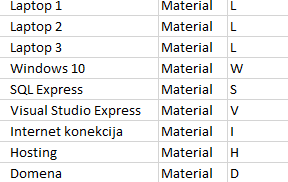 Laptop 1 Material L
Laptop 2 Material L
Laptop 3 Material L
Windows 10 Material W
SQL Express Material S
Visual Studio Express Material V
Internet konekcija Material I
Hosting Material H
Domena Material D